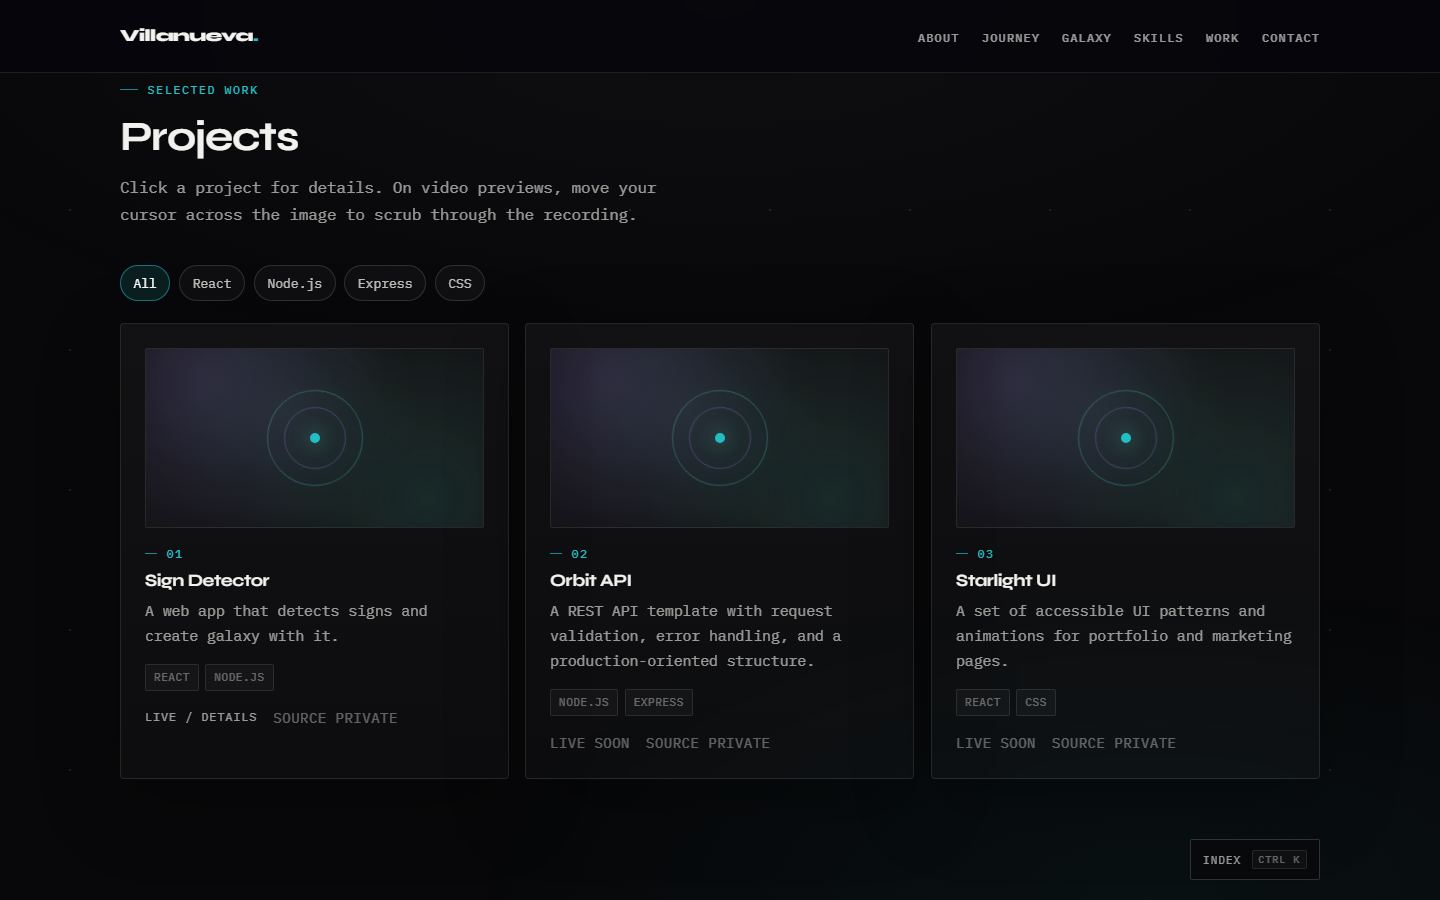 Villanueva.
ABOUT JOURNEY GALAXY SKILLS WORK CONTACT
SELECTED WORK
Projects
Click a project for details. On video previews, move your
cursor across the image to scrub through the recording.
All React Node.js Express CSS
01
Sign Detector
A web app that detects signs and
create galaxy with it.
REACT NODE.JS
LIVE / DETAILS SOURCE PRIVATE
02
Orbit API
A REST API template with request
validation, error handling, and a
production-oriented structure.
NODE.JS EXPRESS
LIVE SOON SOURCE PRIVATE
03
Starlight UI
A set of accessible UI patterns and
animations for portfolio and marketing
pages.
REACT CSS
LIVE SOON SOURCE PRIVATE
INDEX CTRL K